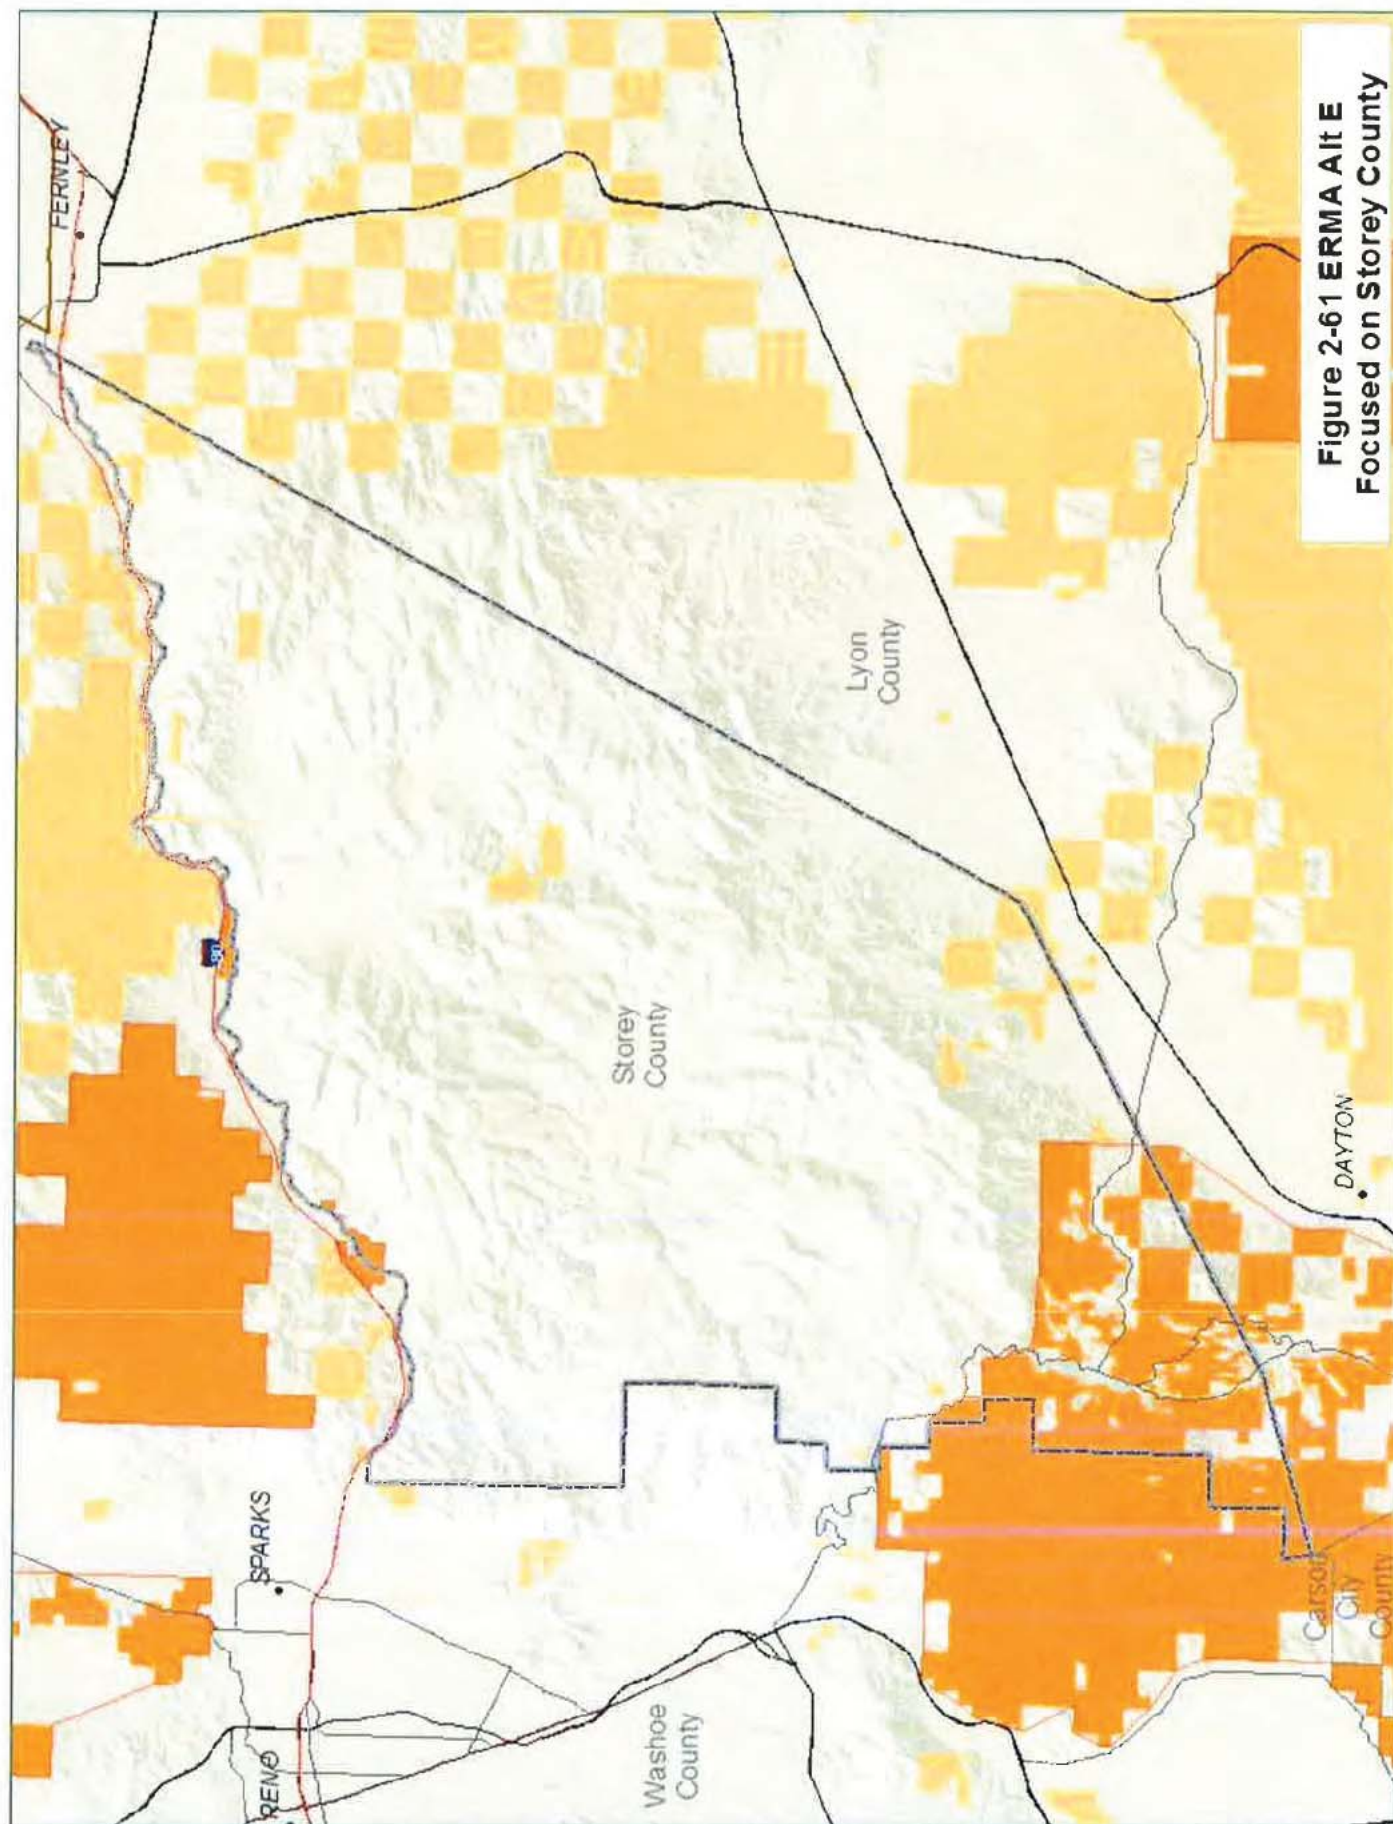 FERNLEY
80
SPARKS
RENO
Storey
County
Lyon
County
Washoe
County
DAYTON
Carson
City
County
Figure 2-61 ERMA Alt E
Focused on Storey County